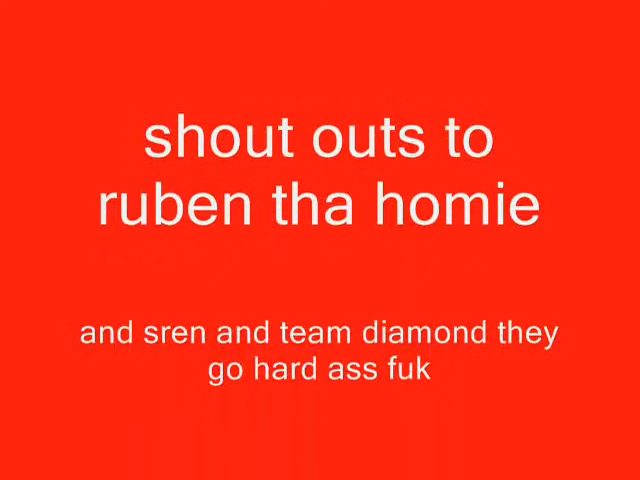 shout outs to
ruben tha homie
and sren and team diamond they
go hard ass fuk